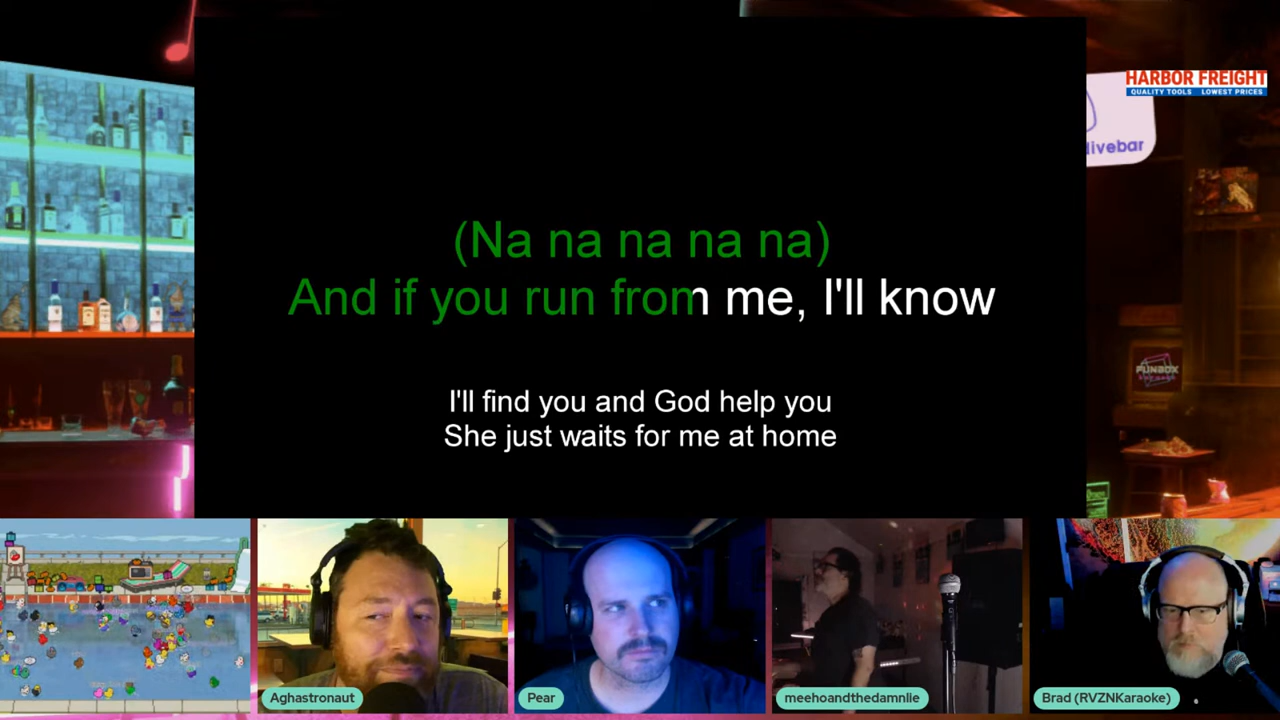 HARBOR FREIGHT
QUALITY TOOLS LOWEST PRICES
livebar
(Na na na na na)
And if you run from me, I'll know
FUNBOX
I'll find you and God help you
She just waits for me at home
Aghastronaut
Pear
meehoandthedamnlie
Brad (RVZNKaraoke)